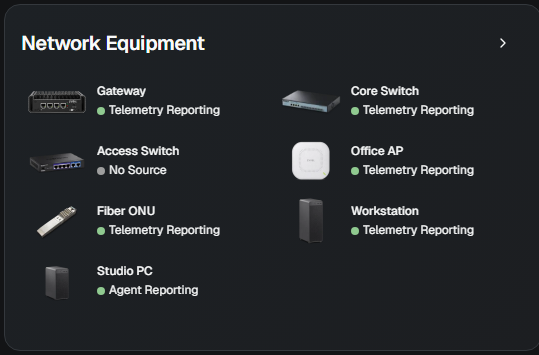 Network Equipment
Gateway
Telemetry Reporting
Core Switch
Telemetry Reporting
Access Switch
No Source
Office AP
Telemetry Reporting
Fiber ONU
Telemetry Reporting
Workstation
Telemetry Reporting
Studio PC
Agent Reporting